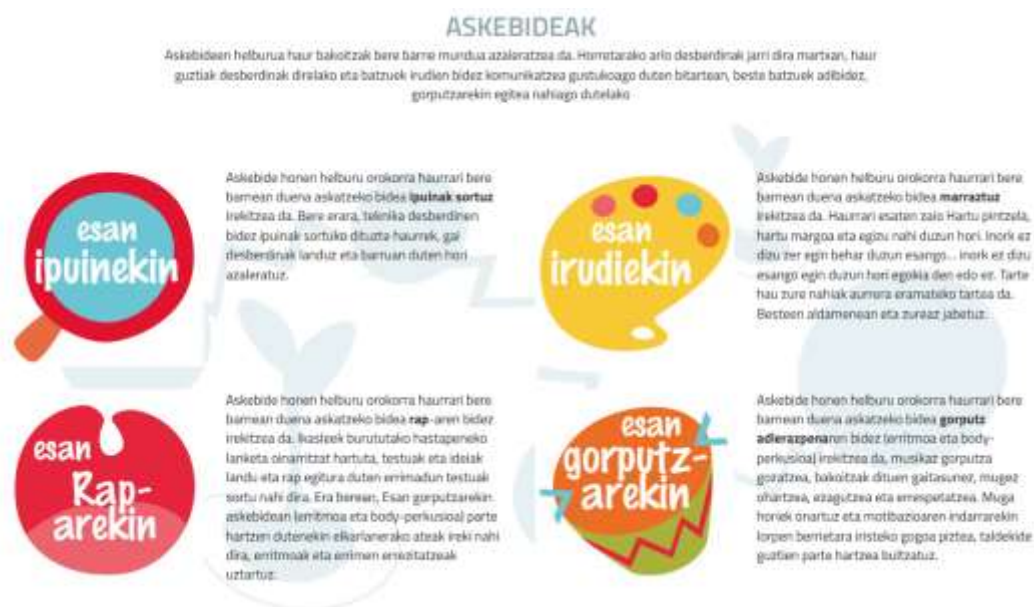 ASKEBIDEAK
Askebideen helburua haur bakoitzak bere barne mundua azaleratzea da. Horretarako arlo desberdinak jarri dira martxan, haur
guztiak desberdinak direlako eta batzuek irudien bidez komunikatzea gustukoago duten bitartean, beste batzuek adibidez,
gorputzarekin egitea nahiago dutelako
esan
ipuinekin
Askebide honen helburu orokorra haurrari bere
barnean duena askatzeko bidea ipuinak sortuz
irekitzea da. Bere erara, teknika desberdinen
bidez ipuinak sortuko dituzte haurrek, gai
desberdinak landuz eta barruan duten hori
azaleratuz.
esan
irudiekin
Askebide honen helburu orokorra haurrari bere
barnean duena askatzeko bidea marraztuz
irekitzea da. Haurrari esaten zaio Hartu pintzela,
hartu margoa eta egizu nahi duzun hori. Inork ez
dizu zer egin behar duzun esango... Inork ez dizu
esango egin duzun hori egokia den edo ez. Tarte
hau zure nahiak aurrera eramateko tartea da.
Besteen aldamenean eta zureaz jabetuz.
esan
Rap-
arekin
Askebide honen helburu orokorra haurrari bere
barnean duena askatzeko bidea rap-aren bidez
irekitzea da. Ikasleek burututako hastapeneko
lanketa oinarritzat hartuta, testuak eta ideiak
landu eta rap egitura duten errimadun testuak
sortu nahi dira. Era berean, Esan gorputzarekin
askebidean (erritmoa eta body-perkusioa) parte
hartzen dutenekin elkarlanerako ateak ireki nahi
dira, erritmoak eta errimen errezitatzeak
uztartuz.
esan
gorputz-
arekin
Askebide honen helburu orokorra haurrari bere
barnean duena askatzeko bidea gorputz
adierazpenaren bidez (erritmoa eta body-
perkusioa) irekitzea da, musikaz gorputza
gozatzea, bakoitzak dituen gaitasunez, mugez
ohartzea, ezagutzea eta errespetatzea. Muga
horiek onartuz eta motibazioaren indarrarekin
lorpen berrietara iristeko gogoa piztea, taldekide
guztien parte hartzea bultzatuz.